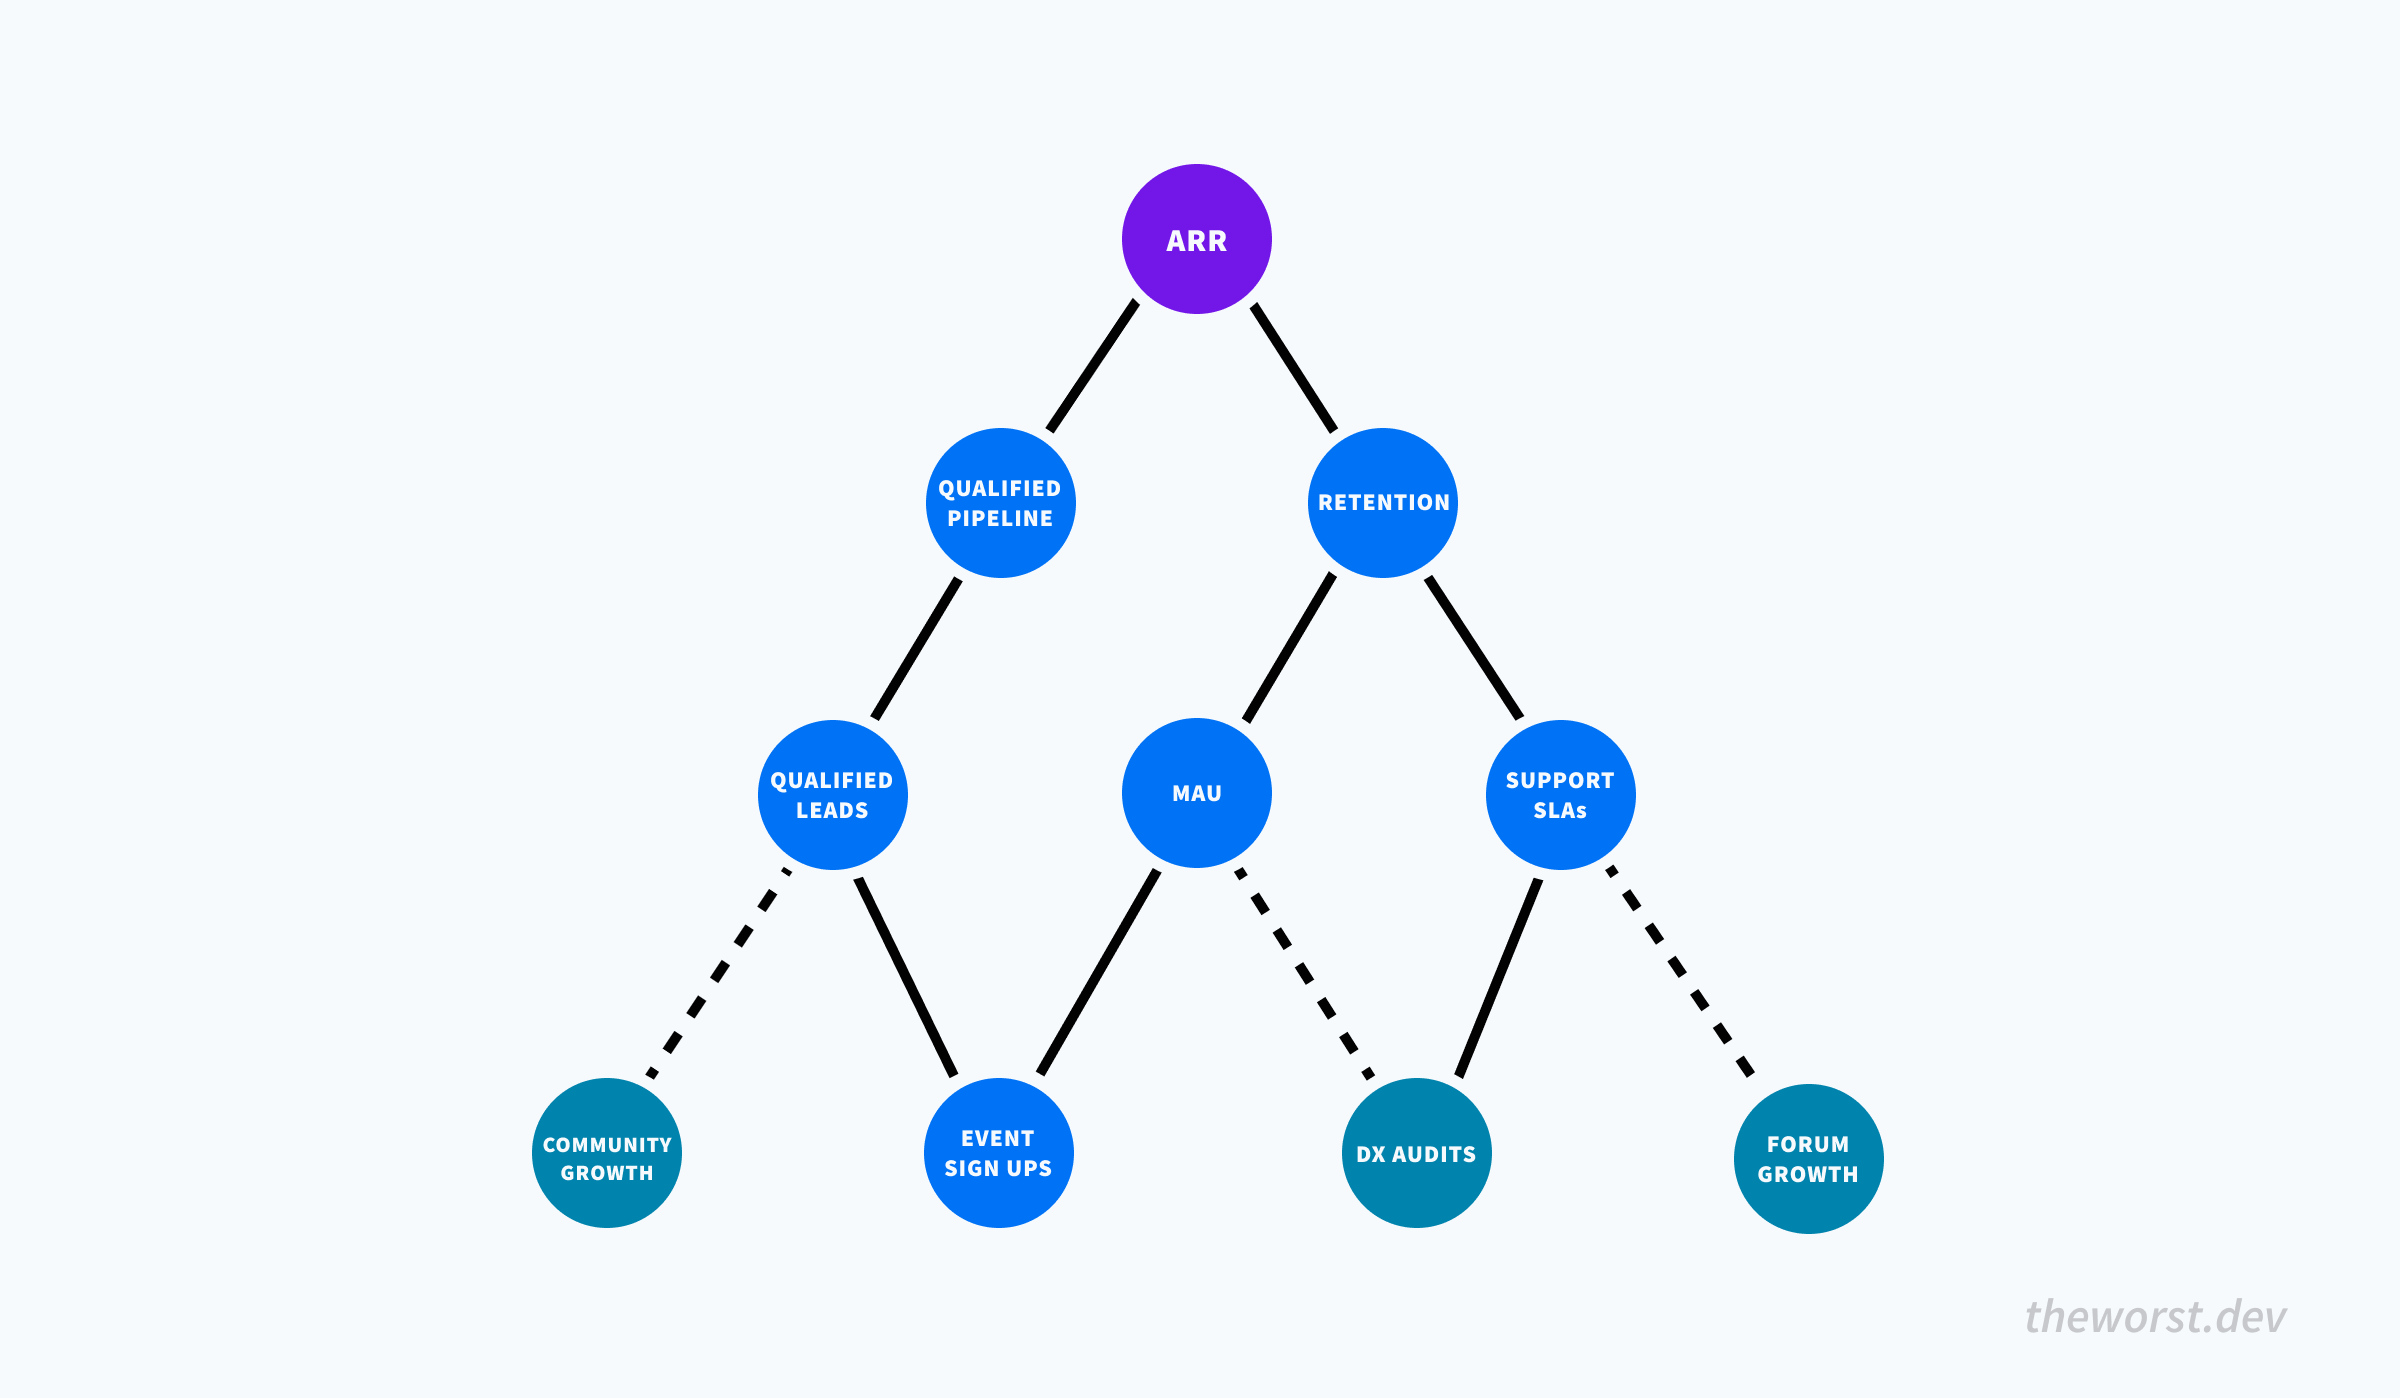 ARR
QUALIFIED
PIPELINE
RETENTION
QUALIFIED
LEADS
MAU
SUPPORT
SLAs
COMMUNITY
GROWTH
EVENT
SIGN UPS
DX AUDITS
FORUM
GROWTH
theworst.dev